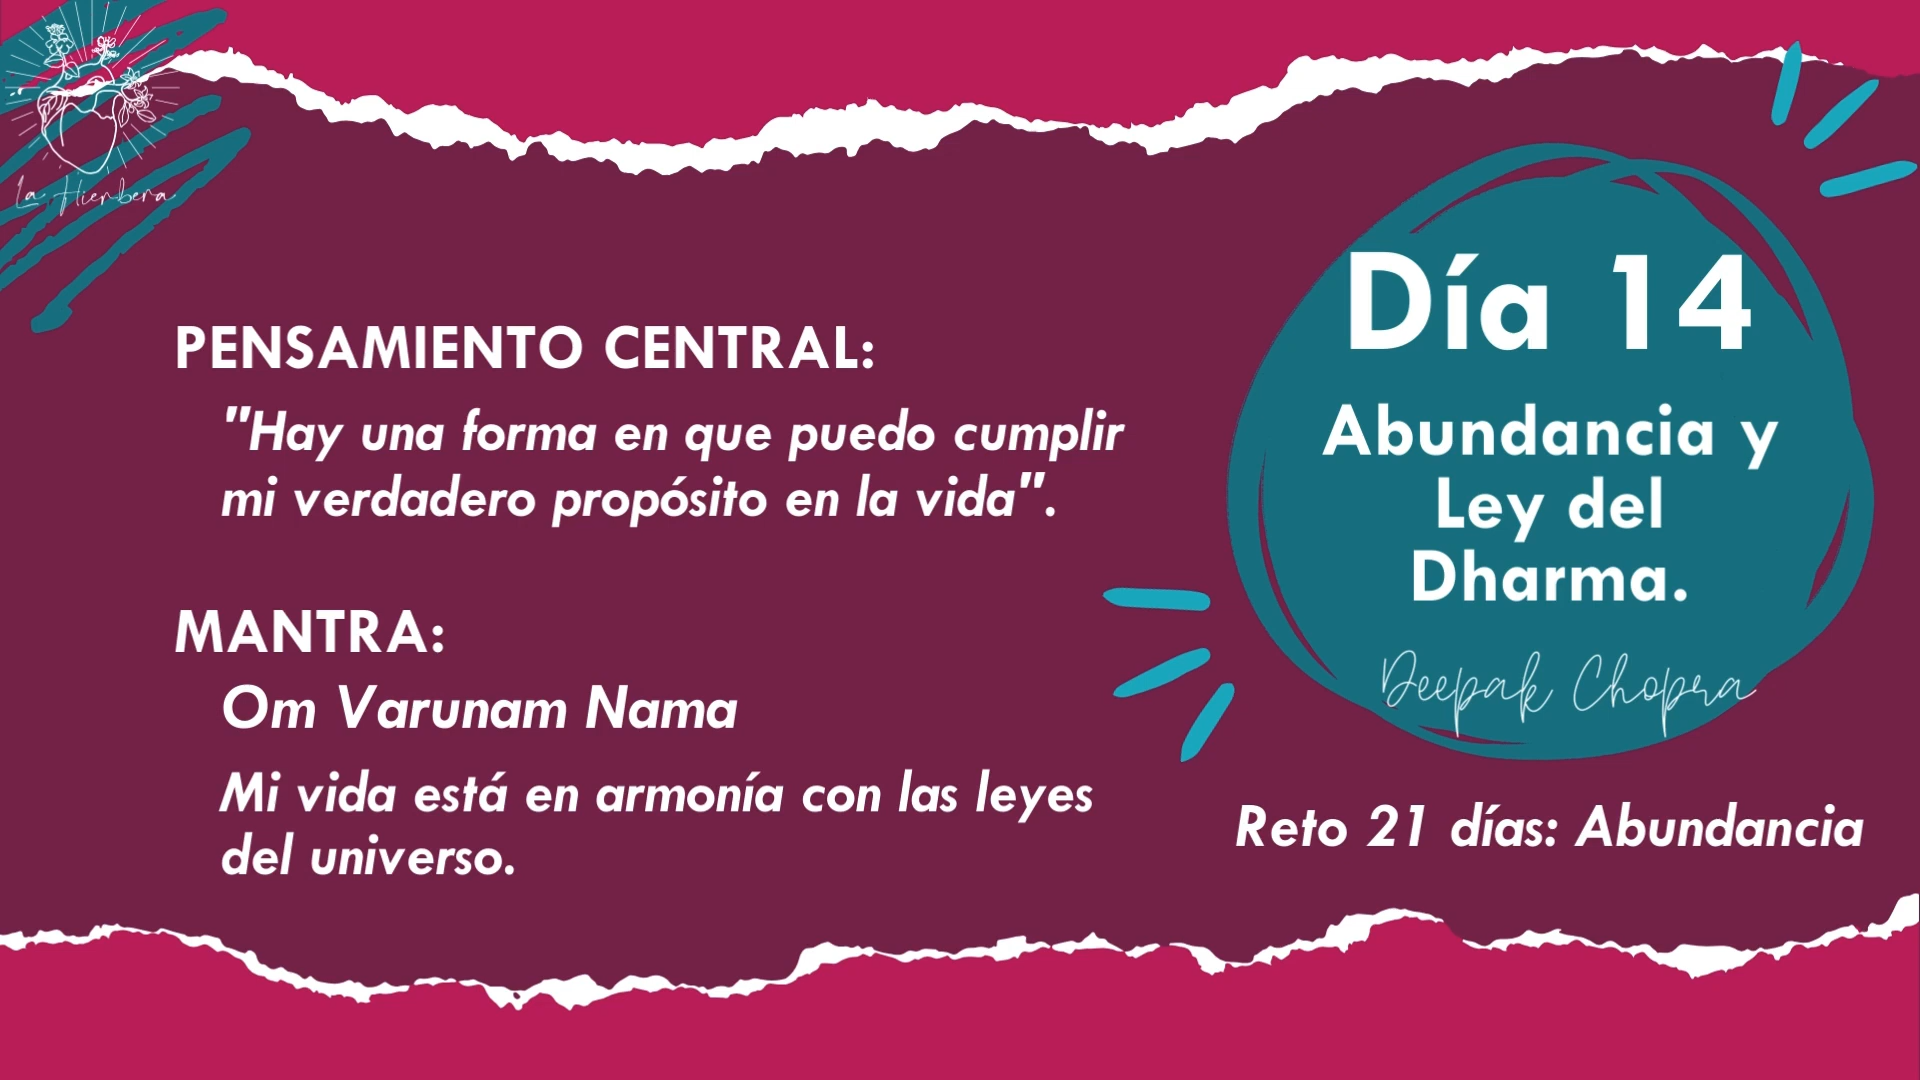 La Hierbera
PENSAMIENTO CENTRAL:
"Hay una forma en que puedo cumplir
mi verdadero propósito en la vida".
MANTRA:
Om Varunam Nama
Mi vida está en armonía con las leyes
del universo.
Día 14
Abundancia y
Ley del
Dharma.
Deepak Chopra
Reto 21 días: Abundancia